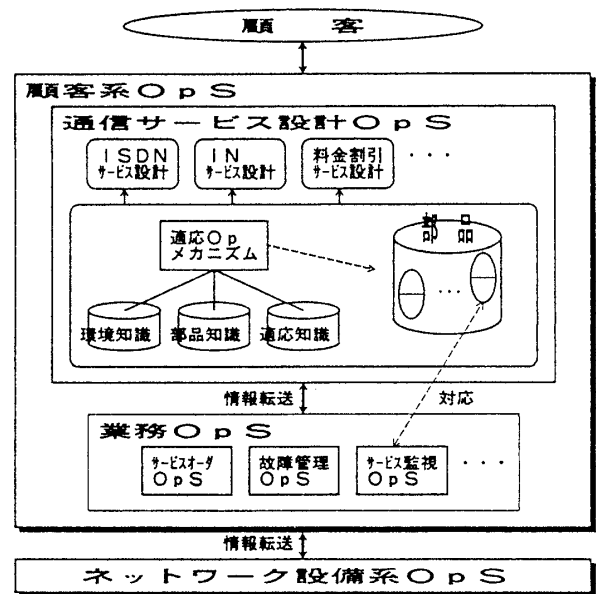 顧 客
顧客系ＯｐＳ
通信サービス設計ＯｐＳ
ＩＳＤＮ
サービス設計
ＩＮ
サービス設計
料金割引
サービス設計
・・・
適応Ｏｐ
メカニズム
部 品
・・・
環境知識
部品知識
適応知識
情報転送
対応
業務ＯｐＳ
サービスオーダ
ＯｐＳ
故障管理
ＯｐＳ
サービス監視
ＯｐＳ
・・・
情報転送
ネットワーク設備系ＯｐＳ